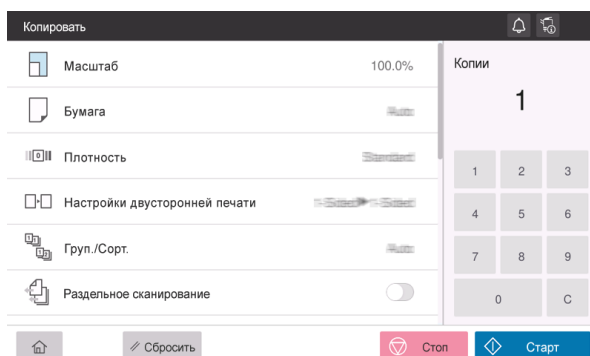 Копировать
Масштаб 100.0%
Бумага
Плотность
Настройки двусторонней печати
Груп./Сорт.
Раздельное сканирование
Копии
1
1 2 3
4 5 6
7 8 9
0 C
Сбросить
Стоп
Старт